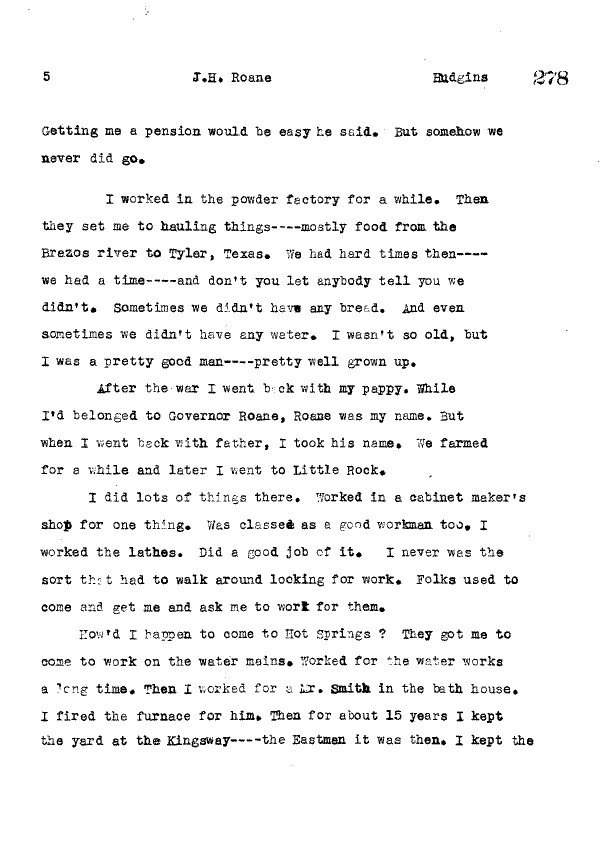 5 J.H. Roane Hudgins 278
Getting me a pension would be easy he said. But somehow we
never did go.
I worked in the powder factory for a while. Then
they set me to hauling things----mostly food from the
Brezos river to Tyler, Texas. We had hard times then----
we had a time----and don't you let anybody tell you we
didn't. Sometimes we didn't have any bread. And even
sometimes we didn't have any water. I wasn't so old, but
I was a pretty good man----pretty well grown up.
After the war I went back with my pappy. While
I'd belonged to Governor Roane, Roane was my name. But
when I went back with father, I took his name. We farmed
for a while and later I went to Little Rock.
I did lots of things there. Worked in a cabinet maker's
shop for one thing. Was classed as a good workman too. I
worked the lathes. Did a good job of it. I never was the
sort that had to walk around looking for work. Folks used to
come and get me and ask me to work for them.
How'd I happen to come to Hot Springs ? They got me to
come to work on the water mains. Worked for the water works
a long time. Then I worked for a Mr. Smith in the bath house.
I fired the furnace for him. Then for about 15 years I kept
the yard at the Kingsway----the Eastman it was then. I kept the